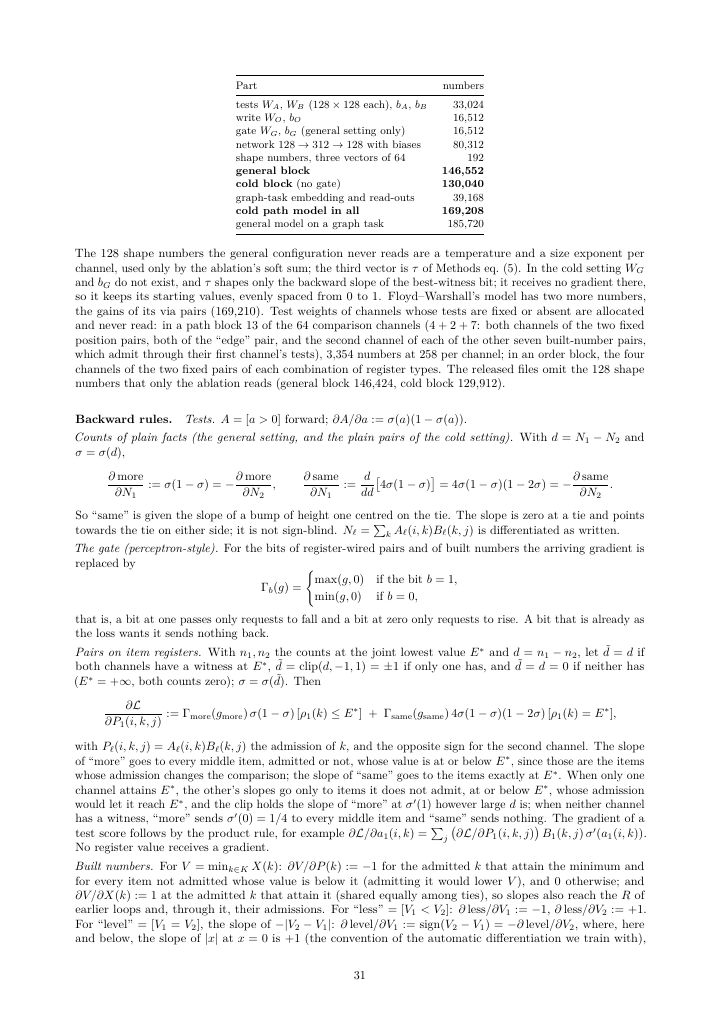 Part numbers
tests W_A, W_B (128 × 128 each), b_A, b_B 33,024
write W_O, b_O 16,512
gate W_G, b_G (general setting only) 16,512
network 128 → 312 → 128 with biases 80,312
shape numbers, three vectors of 64 192
general block 146,552
cold block (no gate) 130,040
graph-task embedding and read-outs 39,168
cold path model in all 169,208
general model on a graph task 185,720
The 128 shape numbers the general configuration never reads are a temperature and a size exponent per
channel, used only by the ablation's soft sum; the third vector is τ of Methods eq. (5). In the cold setting W_G
and b_G do not exist, and τ shapes only the backward slope of the best-witness bit; it receives no gradient there,
so it keeps its starting values, evenly spaced from 0 to 1. Floyd–Warshall's model has two more numbers,
the gains of its via pairs (169,210). Test weights of channels whose tests are fixed or absent are allocated
and never read: in a path block 13 of the 64 comparison channels (4 + 2 + 7: both channels of the two fixed
position pairs, both of the “edge” pair, and the second channel of each of the other seven built-number pairs,
which admit through their first channel's tests), 3,354 numbers at 258 per channel; in an order block, the four
channels of the two fixed pairs of each combination of register types. The released files omit the 128 shape
numbers that only the ablation reads (general block 146,424, cold block 129,912).
Backward rules. Tests. A = [a > 0] forward; ∂A/∂a := σ(a)(1 − σ(a)).
Counts of plain facts (the general setting, and the plain pairs of the cold setting). With d = N₁ − N₂ and
σ = σ(d),
∂ more/∂N₁ := σ(1 − σ) = −∂ more/∂N₂, ∂ same/∂N₁ := d/dd [4σ(1 − σ)] = 4σ(1 − σ)(1 − 2σ) = −∂ same/∂N₂.
So “same” is given the slope of a bump of height one centred on the tie. The slope is zero at a tie and points
towards the tie on either side; it is not sign-blind. N_ℓ = ∑_k A_ℓ(i, k)B_ℓ(k, j) is differentiated as written.
The gate (perceptron-style). For the bits of register-wired pairs and of built numbers the arriving gradient is
replaced by
Γ_b(g) = { max(g, 0) if the bit b = 1,
min(g, 0) if b = 0,
that is, a bit at one passes only requests to fall and a bit at zero only requests to rise. A bit that is already as
the loss wants it sends nothing back.
Pairs on item registers. With n₁, n₂ the counts at the joint lowest value E* and d = n₁ − n₂, let d̃ = d if
both channels have a witness at E*, d̃ = clip(d, −1, 1) = ±1 if only one has, and d̃ = d = 0 if neither has
(E* = +∞, both counts zero); σ = σ(d̃). Then
∂ℒ/∂P₁(i, k, j) := Γ_more(g_more) σ(1 − σ) [ρ₁(k) ≤ E*] + Γ_same(g_same) 4σ(1 − σ)(1 − 2σ) [ρ₁(k) = E*],
with P_ℓ(i, k, j) = A_ℓ(i, k)B_ℓ(k, j) the admission of k, and the opposite sign for the second channel. The slope
of “more” goes to every middle item, admitted or not, whose value is at or below E*, since those are the items
whose admission changes the comparison; the slope of “same” goes to the items exactly at E*. When only one
channel attains E*, the other's slopes go only to items it does not admit, at or below E*, whose admission
would let it reach E*, and the clip holds the slope of “more” at σ′(1) however large d is; when neither channel
has a witness, “more” sends σ′(0) = 1/4 to every middle item and “same” sends nothing. The gradient of a
test score follows by the product rule, for example ∂ℒ/∂a₁(i, k) = ∑_j (∂ℒ/∂P₁(i, k, j)) B₁(k, j) σ′(a₁(i, k)).
No register value receives a gradient.
Built numbers. For V = min_{k∈K} X(k): ∂V/∂P(k) := −1 for the admitted k that attain the minimum and
for every item not admitted whose value is below it (admitting it would lower V), and 0 otherwise; and
∂V/∂X(k) := 1 at the admitted k that attain it (shared equally among ties), so slopes also reach the R of
earlier loops and, through it, their admissions. For “less” = [V₁ < V₂]: ∂ less/∂V₁ := −1, ∂ less/∂V₂ := +1.
For “level” = [V₁ = V₂], the slope of −|V₂ − V₁|: ∂ level/∂V₁ := sign(V₂ − V₁) = −∂ level/∂V₂, where, here
and below, the slope of |x| at x = 0 is +1 (the convention of the automatic differentiation we train with),
31